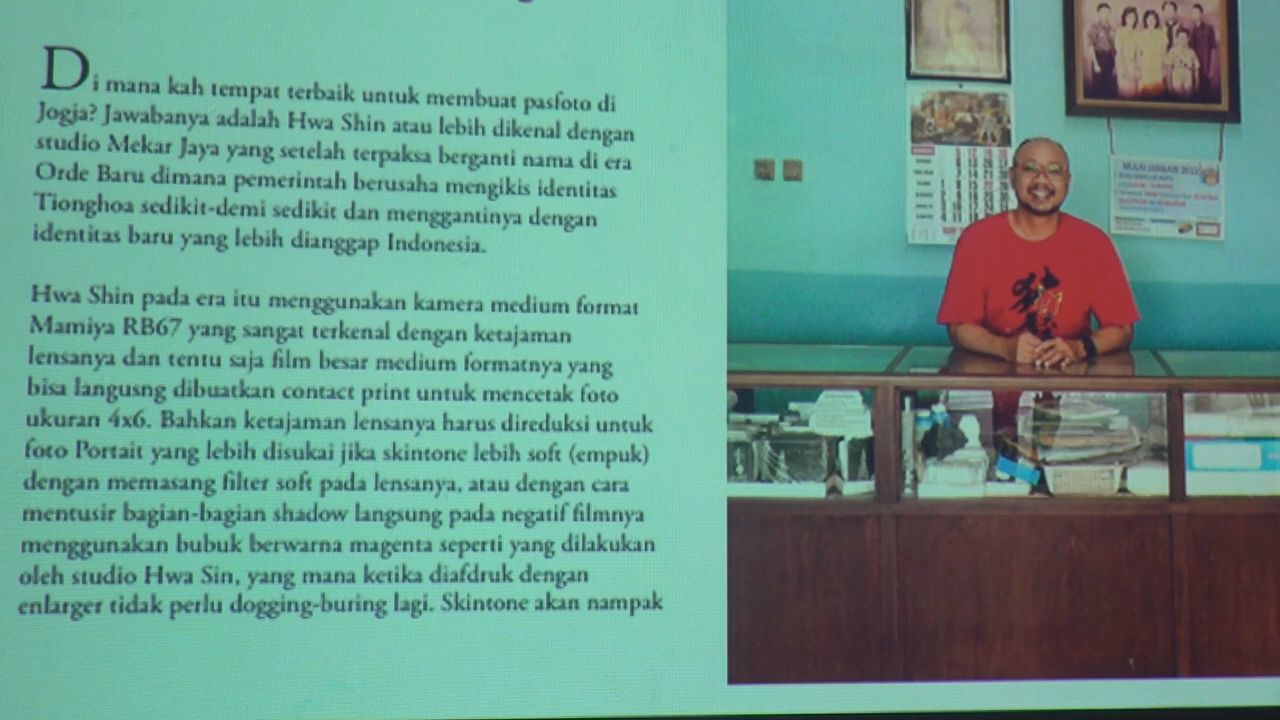 Di mana kah tempat terbaik untuk membuat pasfoto di
Jogja? Jawabanya adalah Hwa Shin atau lebih dikenal dengan
studio Mekar Jaya yang setelah terpaksa berganti nama di era
Orde Baru dimana pemerintah berusaha mengikis identitas
Tionghoa sedikit-demi sedikit dan menggantinya dengan
identitas baru yang lebih dianggap Indonesia.
Hwa Shin pada era itu menggunakan kamera medium format
Mamiya RB67 yang sangat terkenal dengan ketajaman
lensanya dan tentu saja film besar medium formatnya yang
bisa langusng dibuatkan contact print untuk mencetak foto
ukuran 4x6. Bahkan ketajaman lensanya harus direduksi untuk
foto Portait yang lebih disukai jika skintone lebih soft (empuk)
dengan memasang filter soft pada lensanya, atau dengan cara
mentusir bagian-bagian shadow langsung pada negatif filmnya
menggunakan bubuk berwarna magenta seperti yang dilakukan
oleh studio Hwa Sin, yang mana ketika diafdruk dengan
enlarger tidak perlu dogging-buring lagi. Skintone akan nampak